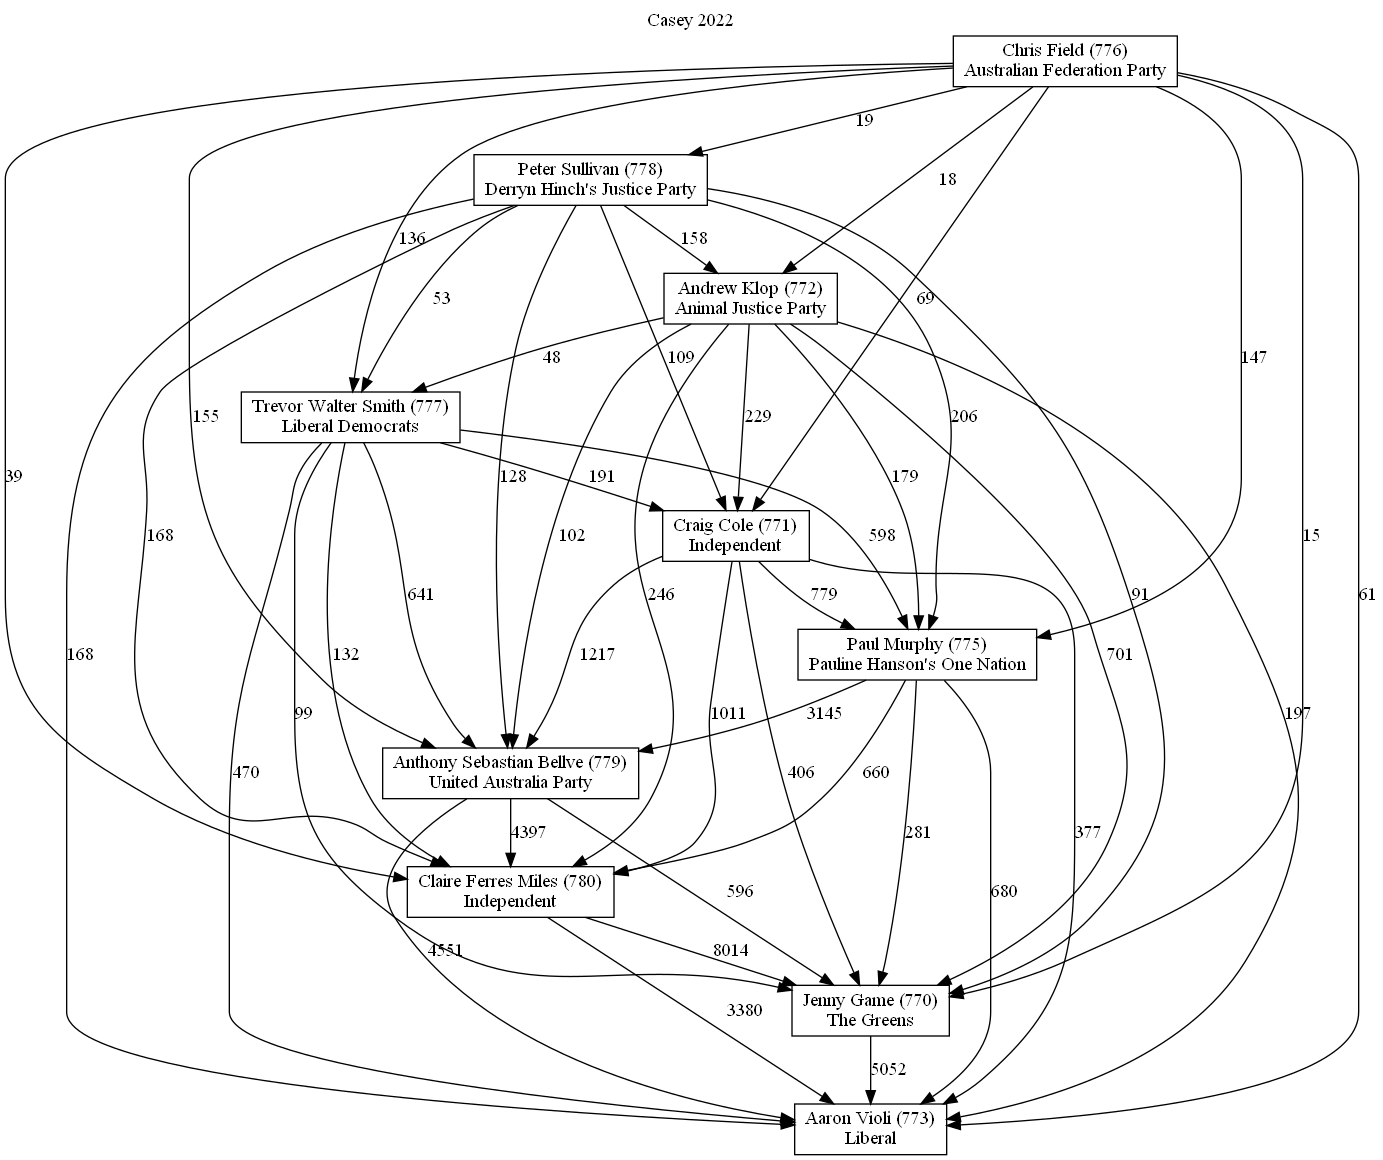 Casey 2022
Chris Field (776)
Australian Federation Party
19
Peter Sullivan (778)
Derryn Hinch's Justice Party
18
136
158
53
Andrew Klop (772)
Animal Justice Party
69
48
109
147
Trevor Walter Smith (777)
Liberal Democrats
155
229
206
39
128
191
179
Craig Cole (771)
Independent
168
102
598
15
641
246
779
91
61
Paul Murphy (775)
Pauline Hanson's One Nation
168
132
1217
701
99
1011
3145
197
Anthony Sebastian Bellve (779)
United Australia Party
470
406
660
4397
281
377
Claire Ferres Miles (780)
Independent
596
680
4551
8014
Jenny Game (770)
The Greens
3380
5052
Aaron Violi (773)
Liberal